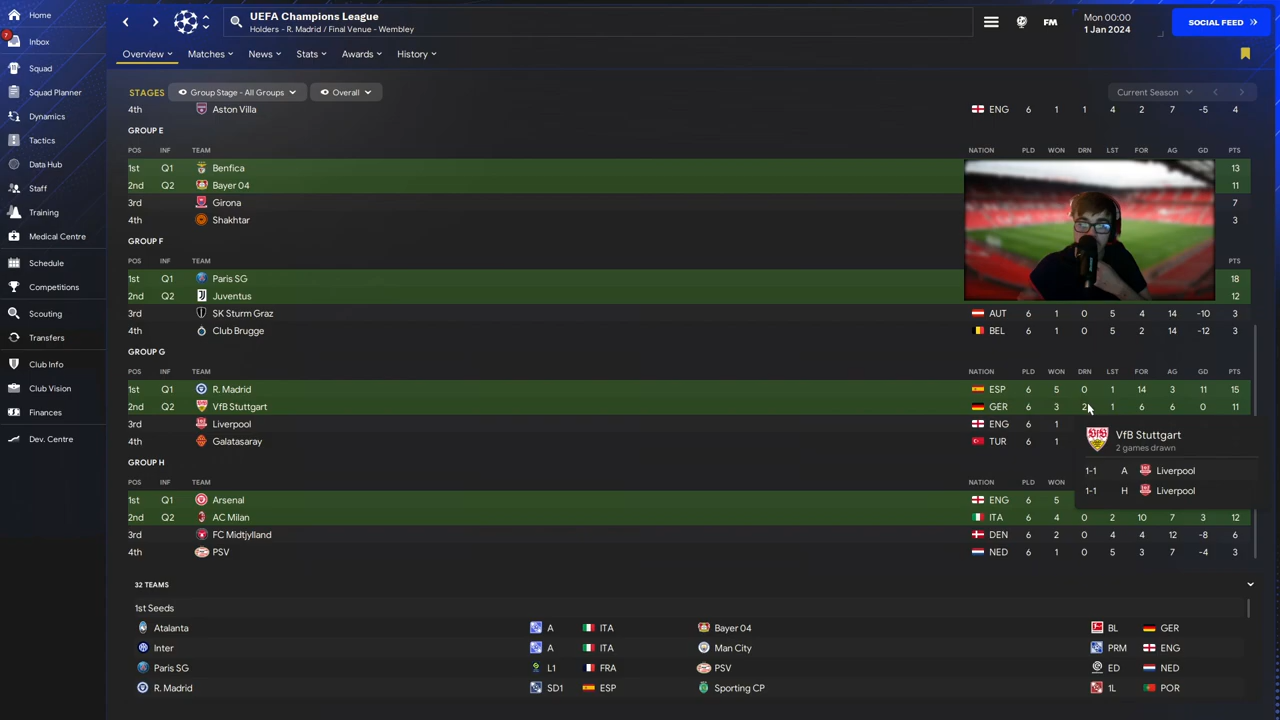 Home
7
Inbox
Squad
Squad Planner
Dynamics
Tactics
Data Hub
Staff
Training
Medical Centre
Schedule
Competitions
Scouting
Transfers
Club Info
Club Vision
Finances
Dev. Centre
UEFA Champions League
Holders - R. Madrid / Final Venue - Wembley
FM
Mon 00:00
1 Jan 2024
SOCIAL FEED
Overview Matches News Stats Awards History
STAGES Group Stage - All Groups Overall Current Season
4th Aston Villa ENG 6 1 1 4 2 7 -5 4
GROUP E
POS INF TEAM NATION PLD WON DRN LST FOR AG GD PTS
1st Q1 Benfica 13
2nd Q2 Bayer 04 11
3rd Girona 7
4th Shakhtar 3
GROUP F
POS INF TEAM PTS
1st Q1 Paris SG 18
2nd Q2 Juventus 12
3rd SK Sturm Graz AUT 6 1 0 5 4 14 -10 3
4th Club Brugge BEL 6 1 0 5 2 14 -12 3
GROUP G
POS INF TEAM NATION PLD WON DRN LST FOR AG GD PTS
1st Q1 R. Madrid ESP 6 5 0 1 14 3 11 15
2nd Q2 VfB Stuttgart GER 6 3 2 1 6 6 0 11
3rd Liverpool ENG 6 1
4th Galatasaray TUR 6 1
VfB Stuttgart
2 games drawn
1-1 A Liverpool
1-1 H Liverpool
GROUP H
POS INF TEAM NATION PLD WON
1st Q1 Arsenal ENG 6 5
2nd Q2 AC Milan ITA 6 4 0 2 10 7 3 12
3rd FC Midtjylland DEN 6 2 0 4 4 12 -8 6
4th PSV NED 6 1 0 5 3 7 -4 3
32 TEAMS
1st Seeds
Atalanta A ITA Bayer 04 BL GER
Inter A ITA Man City PRM ENG
Paris SG L1 FRA PSV ED NED
R. Madrid SD1 ESP Sporting CP 1L POR